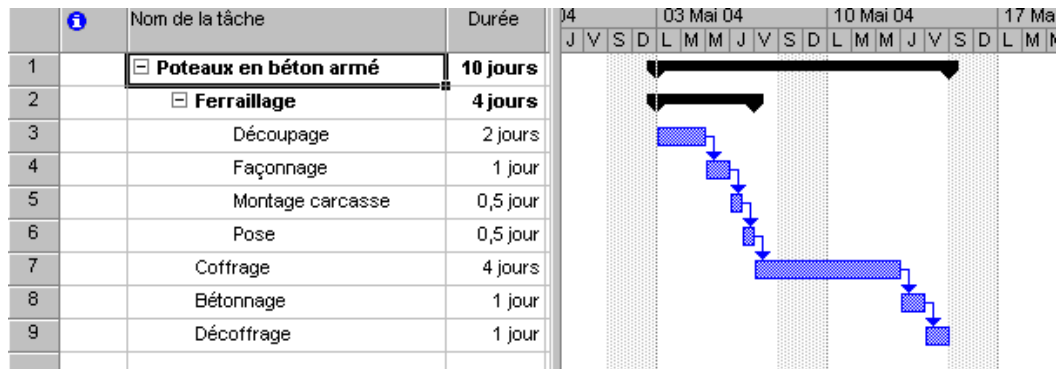 Nom de la tâche Durée )4 03 Mai 04 10 Mai 04 17 Ma
J V S D L M M J V S D L M M J V S D L M M
1 Poteaux en béton armé 10 jours
2 Ferraillage 4 jours
3 Découpage 2 jours
4 Façonnage 1 jour
5 Montage carcasse 0,5 jour
6 Pose 0,5 jour
7 Coffrage 4 jours
8 Bétonnage 1 jour
9 Décoffrage 1 jour